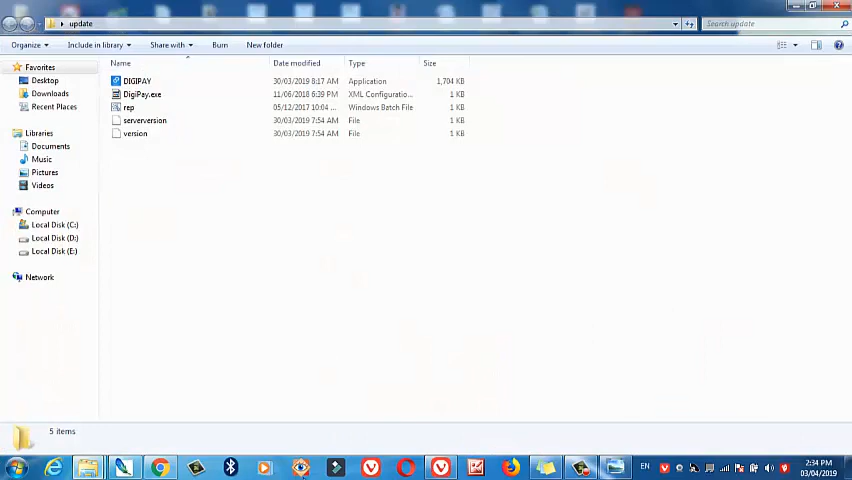 update
Search update
Organize
Include in library
Share with
Burn
New folder
Favorites
Desktop
Downloads
Recent Places
Libraries
Documents
Music
Pictures
Videos
Computer
Local Disk (C:)
Local Disk (D:)
Local Disk (E:)
Network
Name Date modified Type Size
DIGIPAY 30/03/2019 8:17 AM Application 1,704 KB
DigiPay.exe 11/06/2018 6:39 PM XML Configuratio... 1 KB
rep 05/12/2017 10:04 ... Windows Batch File 1 KB
serverversion 30/03/2019 7:54 AM File 1 KB
version 30/03/2019 7:54 AM File 1 KB
5 items
EN
2:34 PM
03/04/2019